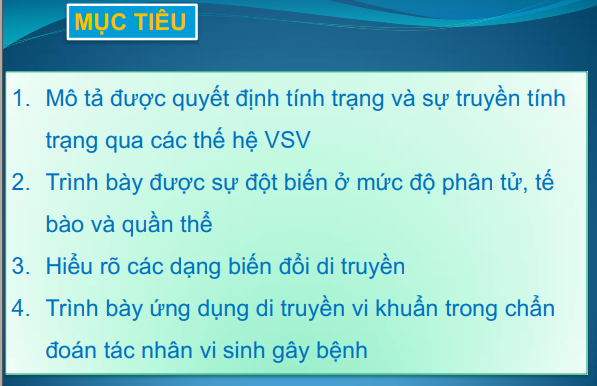 MỤC TIÊU
1. Mô tả được quyết định tính trạng và sự truyền tính
trạng qua các thế hệ VSV
2. Trình bày được sự đột biến ở mức độ phân tử, tế
bào và quần thể
3. Hiểu rõ các dạng biến đổi di truyền
4. Trình bày ứng dụng di truyền vi khuẩn trong chẩn
đoán tác nhân vi sinh gây bệnh